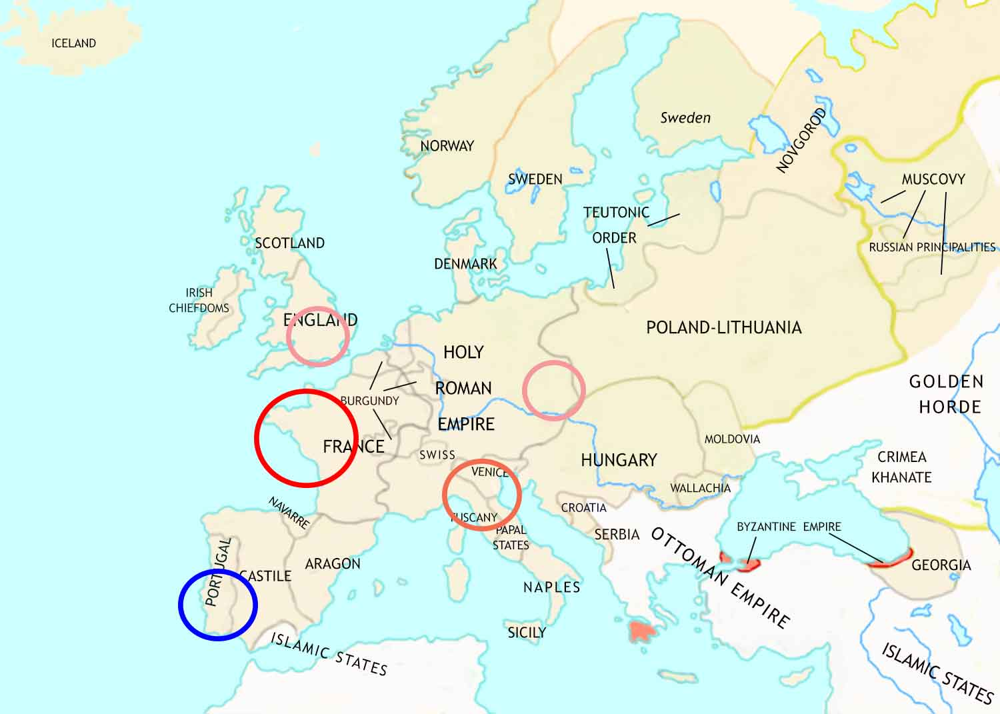 ICELAND
Sweden
NORWAY
NOVGOROD
SWEDEN
MUSCOVY
TEUTONIC
ORDER
SCOTLAND
RUSSIAN PRINCIPALITIES
DENMARK
IRISH
CHIEFDOMS
ENGLAND
POLAND-LITHUANIA
HOLY
ROMAN
EMPIRE
GOLDEN
HORDE
BURGUNDY
MOLDOVIA
FRANCE
SWISS
HUNGARY
CRIMEA
KHANATE
VENICE
WALLACHIA
NAVARRE
CROATIA
TUSCANY
BYZANTINE EMPIRE
PAPAL
STATES
SERBIA
OTTOMAN EMPIRE
PORTUGAL
CASTILE
ARAGON
GEORGIA
NAPLES
SICILY
ISLAMIC STATES
ISLAMIC STATES